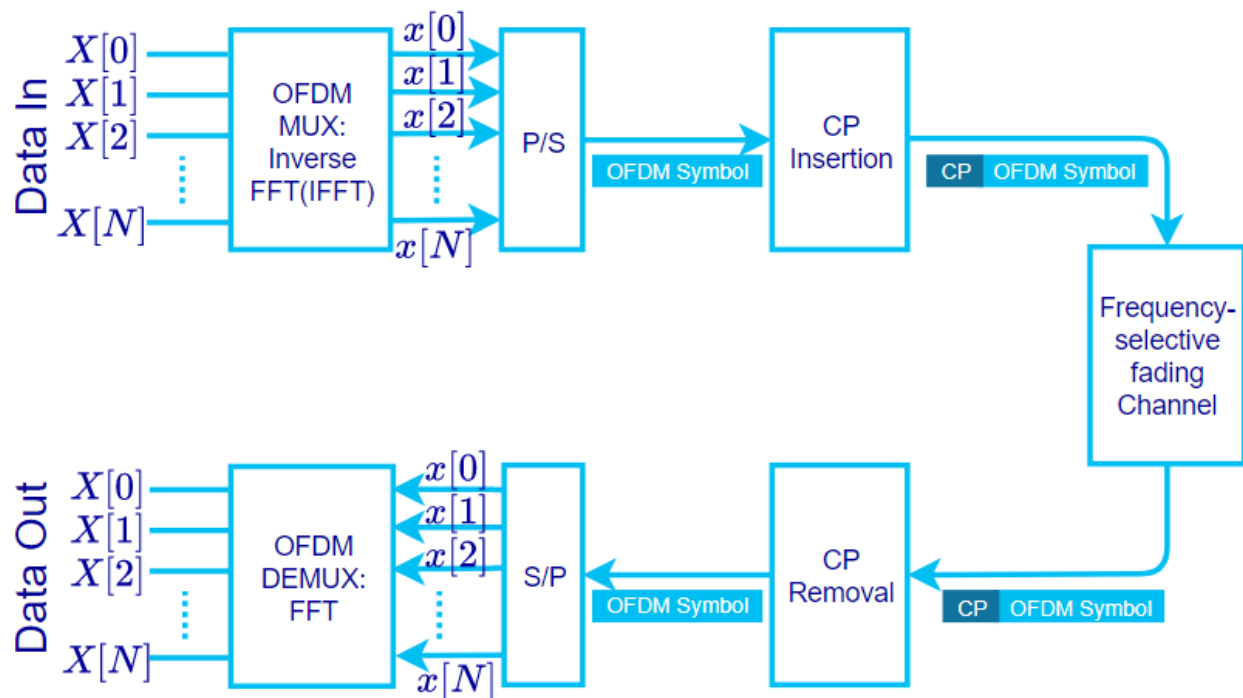 Data In
X[0]
X[1]
X[2]
X[N]
OFDM
MUX:
Inverse
FFT(IFFT)
x[0]
x[1]
x[2]
x[N]
P/S
OFDM Symbol
CP
Insertion
CP OFDM Symbol
Frequency-
selective
fading
Channel
Data Out
X[0]
X[1]
X[2]
X[N]
OFDM
DEMUX:
FFT
x[0]
x[1]
x[2]
x[N]
S/P
OFDM Symbol
CP
Removal
CP OFDM Symbol